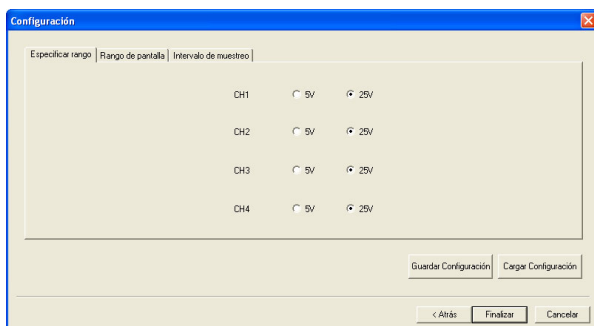 Configuración
Especificar rango Rango de pantalla Intervalo de muestreo
CH1 5V 25V
CH2 5V 25V
CH3 5V 25V
CH4 5V 25V
Guardar Configuración Cargar Configuración
< Atrás Finalizar Cancelar